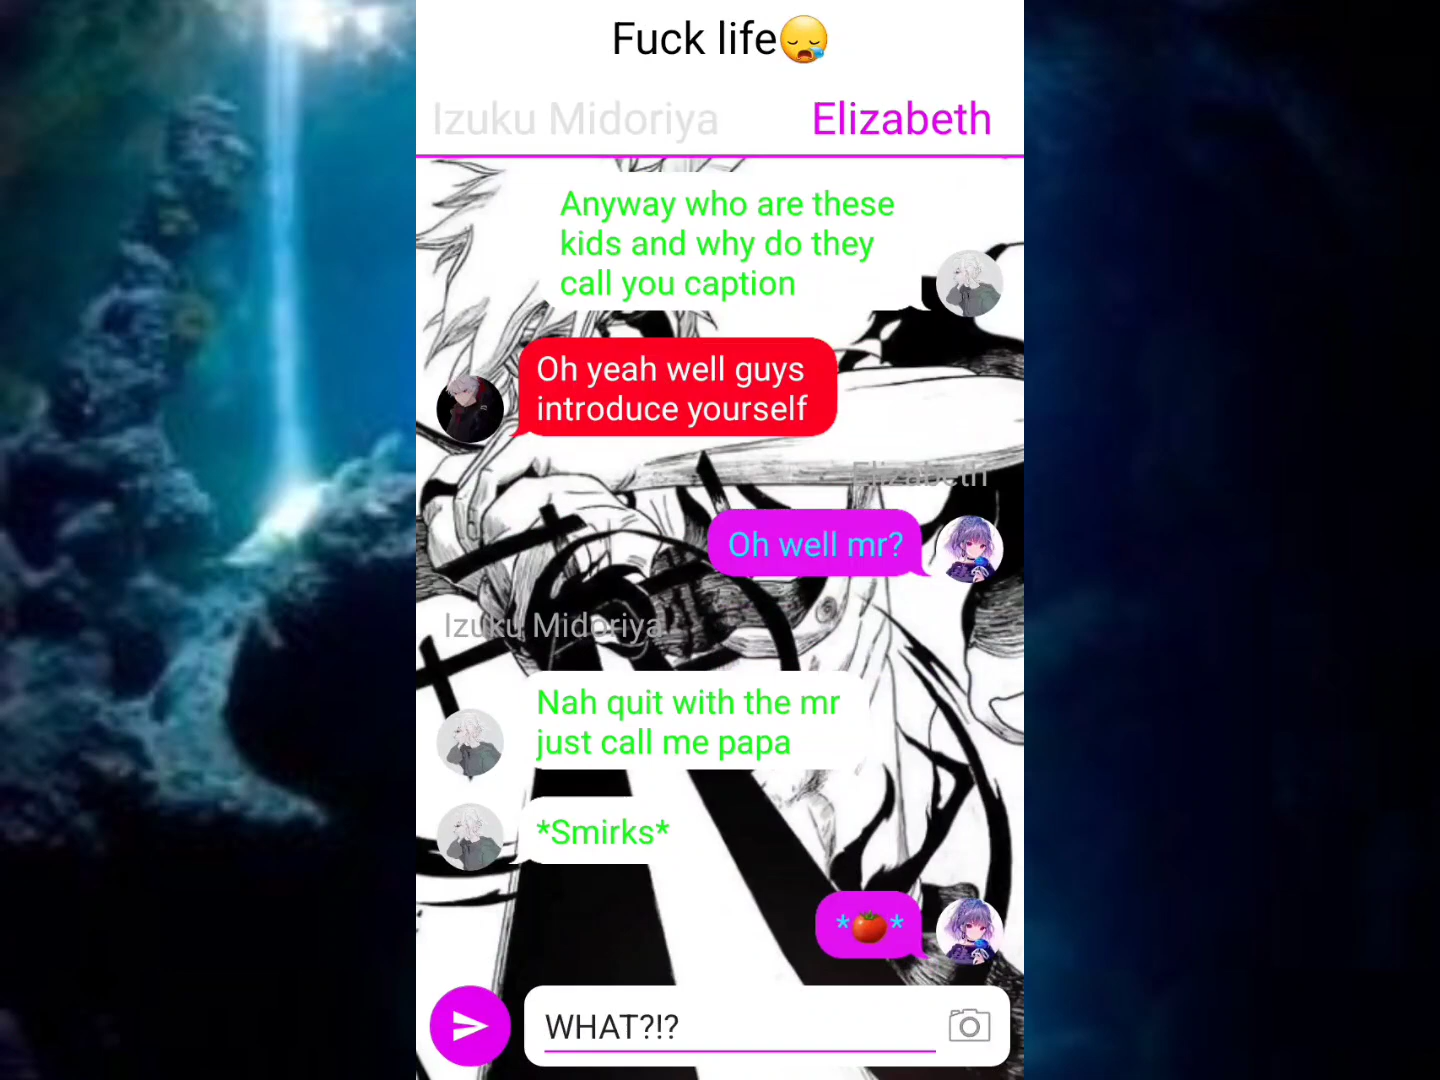 Fuck life😪
Izuku Midoriya Elizabeth
Anyway who are these
kids and why do they
call you caption
Oh yeah well guys
introduce yourself
Elizabeth
Oh well mr?
Izuku Midoriya
Nah quit with the mr
just call me papa
*Smirks*
*🍅*
WHAT?!?